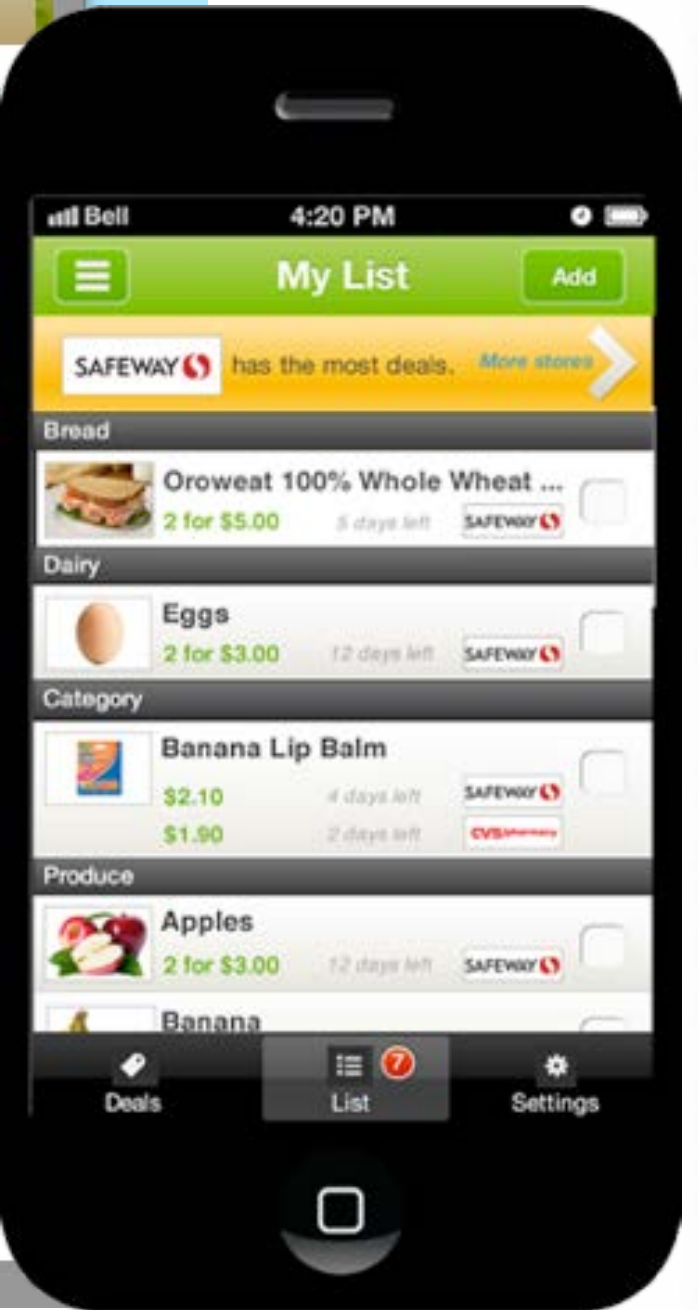 Bell 4:20 PM
My List Add
SAFEWAY has the most deals. More stores
Bread
Oroweat 100% Whole Wheat ...
2 for $5.00 5 days left SAFEWAY
Dairy
Eggs
2 for $3.00 12 days left SAFEWAY
Category
Banana Lip Balm
$2.10 4 days left SAFEWAY
$1.90 2 days left CVS/pharmacy
Produce
Apples
2 for $3.00 12 days left SAFEWAY
Banana
7
Deals List Settings